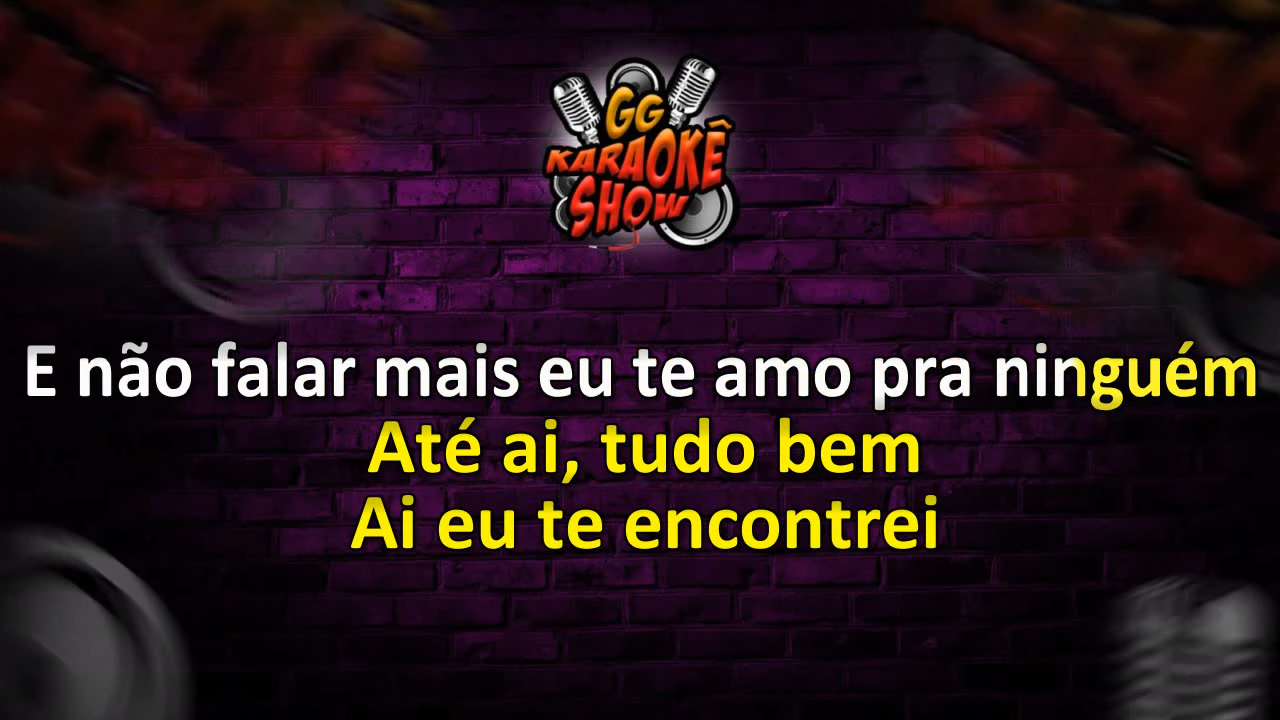 GG
KARAOKÊ
SHOW
E não falar mais eu te amo pra ninguém
Até ai, tudo bem
Ai eu te encontrei